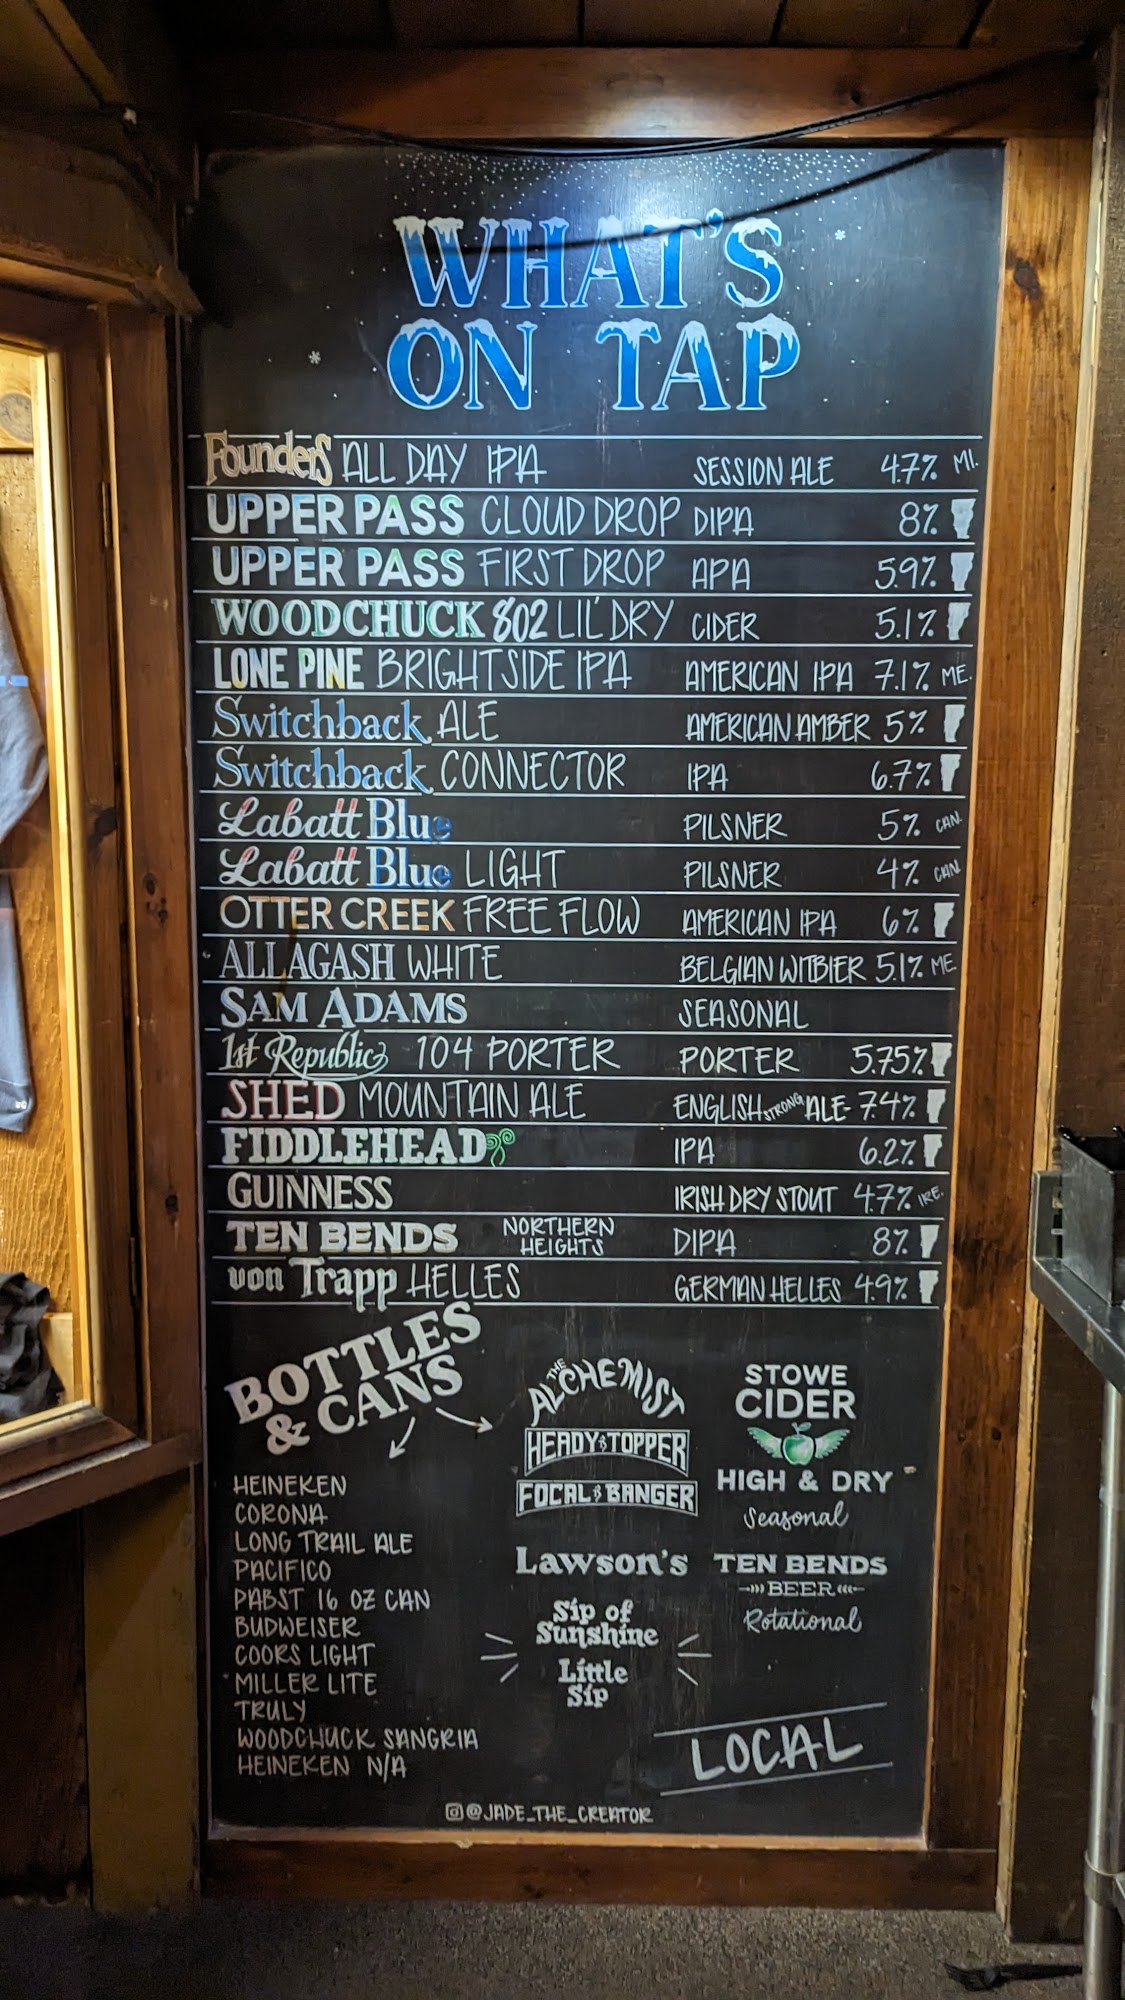 WHAT'S
ON TAP
Founders ALL DAY IPA SESSION ALE 4.7% MI.
UPPER PASS CLOUD DROP DIPA 8%
UPPER PASS FIRST DROP APA 5.9%
WOODCHUCK 802 LIL' DRY CIDER 5.1%
LONE PINE BRIGHTSIDE IPA AMERICAN IPA 7.1% ME.
Switchback ALE AMERICAN AMBER 5%
Switchback CONNECTOR IPA 6.7%
Labatt Blue PILSNER 5% CAN.
Labatt Blue LIGHT PILSNER 4% CAN.
OTTER CREEK FREE FLOW AMERICAN IPA 6%
ALLAGASH WHITE BELGIAN WITBIER 5.1% ME.
SAM ADAMS SEASONAL
1st Republic 104 PORTER PORTER 5.75%
SHED MOUNTAIN ALE ENGLISH STRONG ALE- 7.4%
FIDDLEHEAD IPA 6.2%
GUINNESS IRISH DRY STOUT 4.7% IRE.
TEN BENDS NORTHERN HEIGHTS DIPA 8%
von Trapp HELLES GERMAN HELLES 4.9%
BOTTLES
& CANS
HEINEKEN
CORONA
LONG TRAIL ALE
PACIFICO
PABST 16 OZ CAN
BUDWEISER
COORS LIGHT
MILLER LITE
TRULY
WOODCHUCK SANGRIA
HEINEKEN N/A
THE
ALCHEMIST
HEADY TOPPER
FOCAL BANGER
Lawson's
Sip of
Sunshine
Little
Sip
STOWE
CIDER
HIGH & DRY
Seasonal
TEN BENDS
BEER
Rotational
LOCAL
@JADE_THE_CREATOR